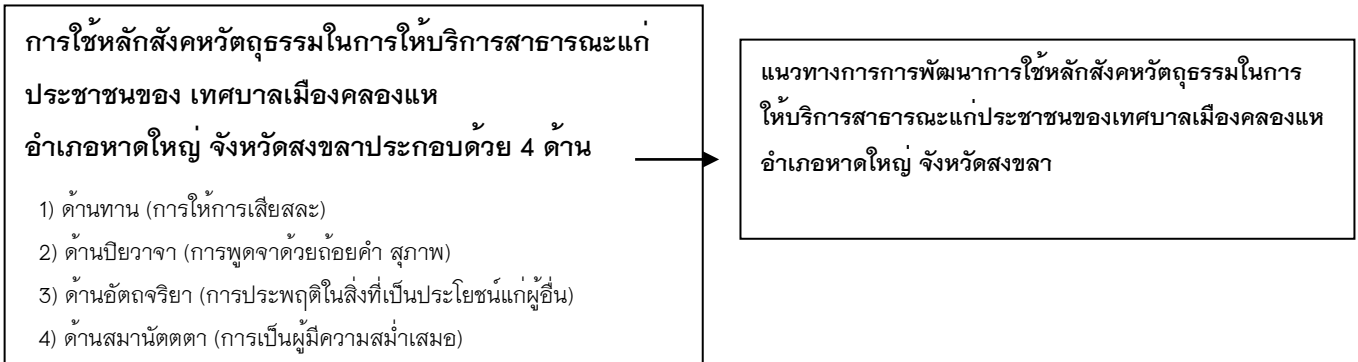 การใช้หลักสังคหวัตถุธรรมในการให้บริการสาธารณะแก่
ประชาชนของ เทศบาลเมืองคลองแห
อำเภอหาดใหญ่ จังหวัดสงขลาประกอบด้วย 4 ด้าน
1) ด้านทาน (การให้การเสียสละ)
2) ด้านปิยวาจา (การพูดจาด้วยถ้อยคำ สุภาพ)
3) ด้านอัตถจริยา (การประพฤติในสิ่งที่เป็นประโยชน์แก่ผู้อื่น)
4) ด้านสมานัตตตา (การเป็นผู้มีความสม่ำเสมอ)
แนวทางการการพัฒนาการใช้หลักสังคหวัตถุธรรมในการ
ให้บริการสาธารณะแก่ประชาชนของเทศบาลเมืองคลองแห
อำเภอหาดใหญ่ จังหวัดสงขลา